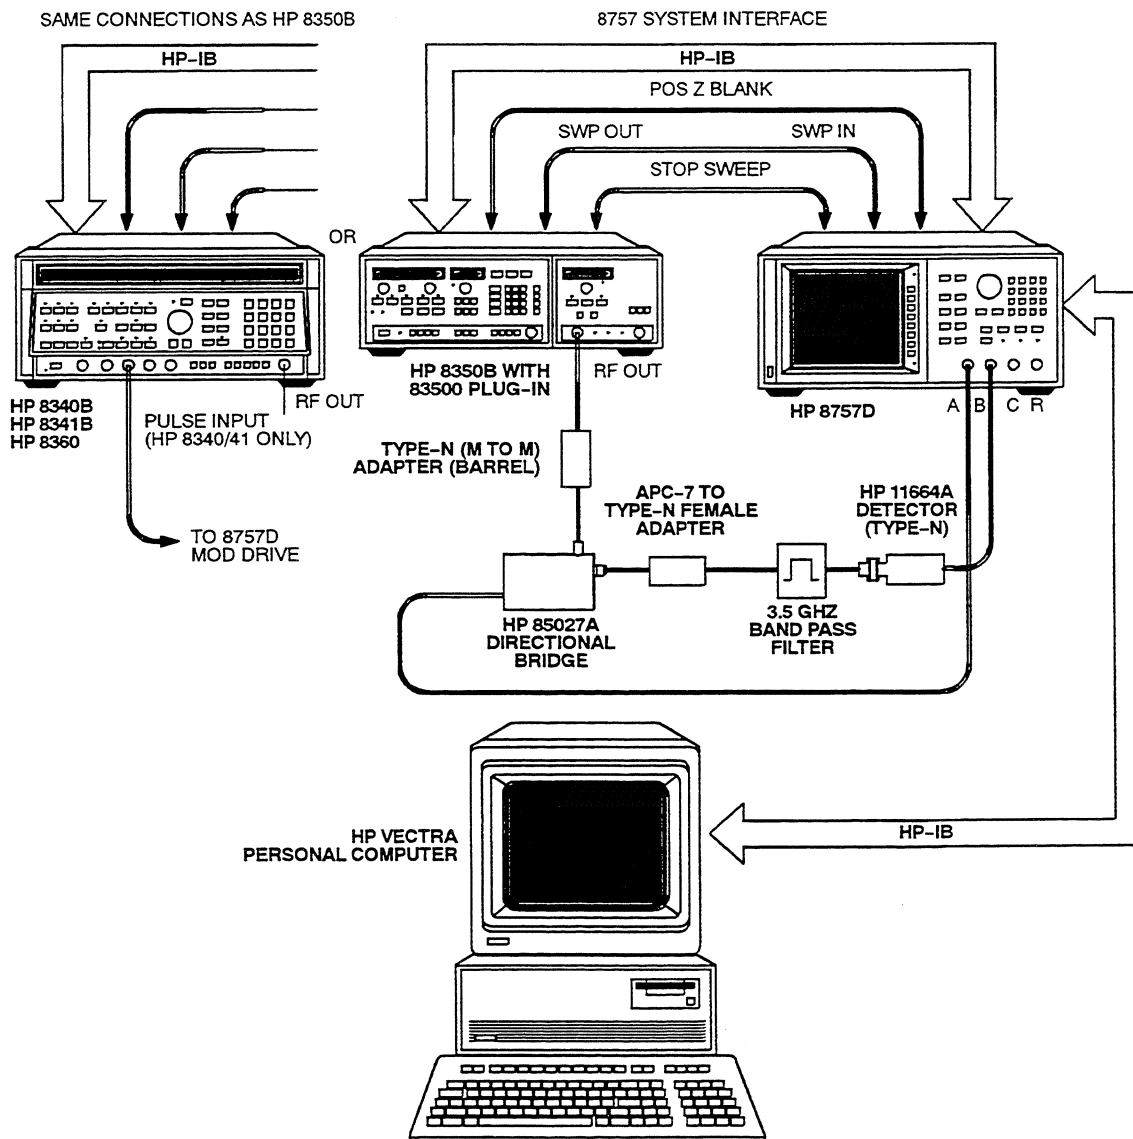 SAME CONNECTIONS AS HP 8350B
8757 SYSTEM INTERFACE
HP-IB
HP-IB
POS Z BLANK
SWP OUT
SWP IN
STOP SWEEP
OR
HP 8340B
HP 8341B
HP 8360
RF OUT
PULSE INPUT
(HP 8340/41 ONLY)
HP 8350B WITH
83500 PLUG-IN
RF OUT
HP 8757D
A B C R
TO 8757D
MOD DRIVE
TYPE-N (M TO M)
ADAPTER (BARREL)
APC-7 TO
TYPE-N FEMALE
ADAPTER
HP 11664A
DETECTOR
(TYPE-N)
HP 85027A
DIRECTIONAL
BRIDGE
3.5 GHZ
BAND PASS
FILTER
HP VECTRA
PERSONAL COMPUTER
HP-IB